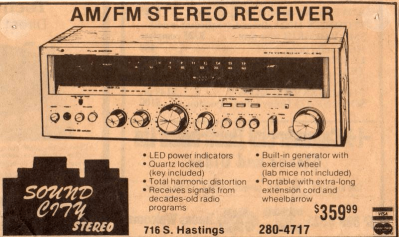 AM/FM STEREO RECEIVER
• LED power indicators
• Quartz locked
(key included)
• Total harmonic distortion
• Receives signals from
decades-old radio
programs
• Built-in generator with
exercise wheel
(lab mice not included)
• Portable with extra-long
extension cord and
wheelbarrow
$359⁹⁹
SOUND
CITY
STEREO
716 S. Hastings
280-4717
VISA